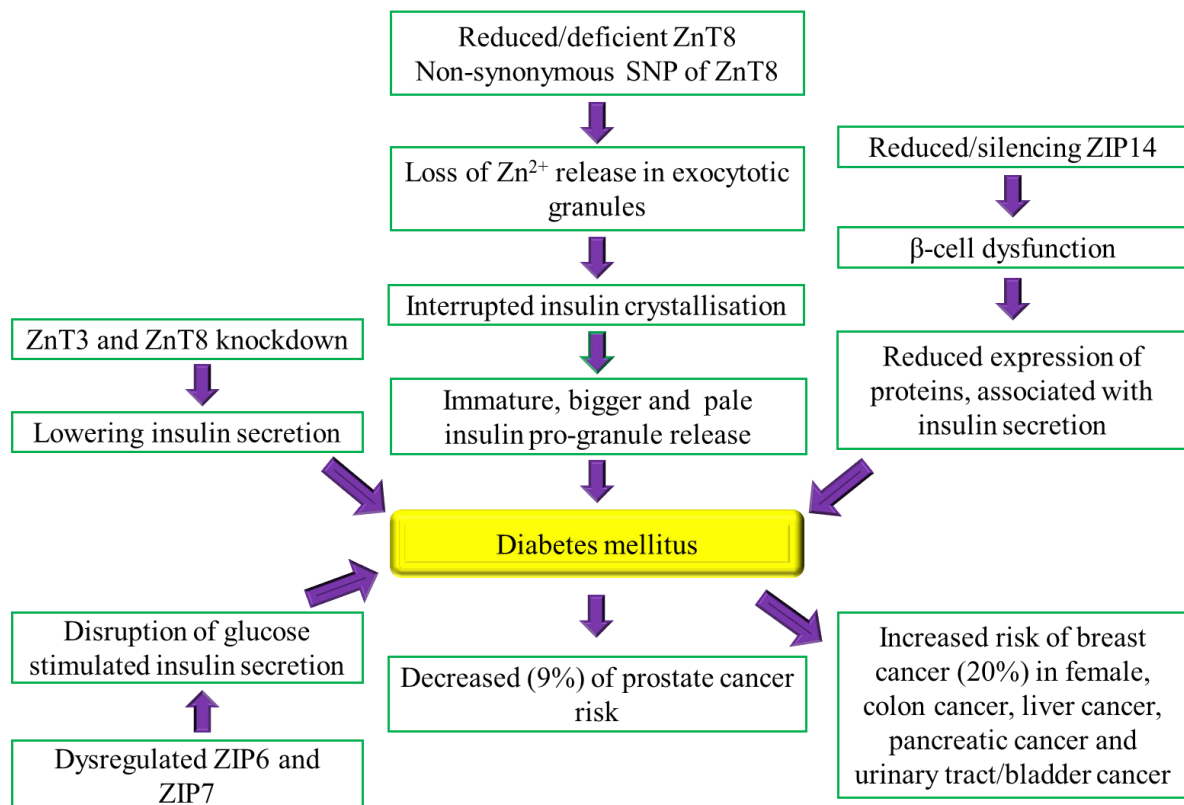 Reduced/deficient ZnT8
Non-synonymous SNP of ZnT8
Loss of Zn²⁺ release in exocytotic
granules
Interrupted insulin crystallisation
Immature, bigger and pale
insulin pro-granule release
Reduced/silencing ZIP14
β-cell dysfunction
Reduced expression of
proteins, associated with
insulin secretion
ZnT3 and ZnT8 knockdown
Lowering insulin secretion
Diabetes mellitus
Disruption of glucose
stimulated insulin secretion
Dysregulated ZIP6 and
ZIP7
Decreased (9%) of prostate cancer
risk
Increased risk of breast
cancer (20%) in female,
colon cancer, liver cancer,
pancreatic cancer and
urinary tract/bladder cancer